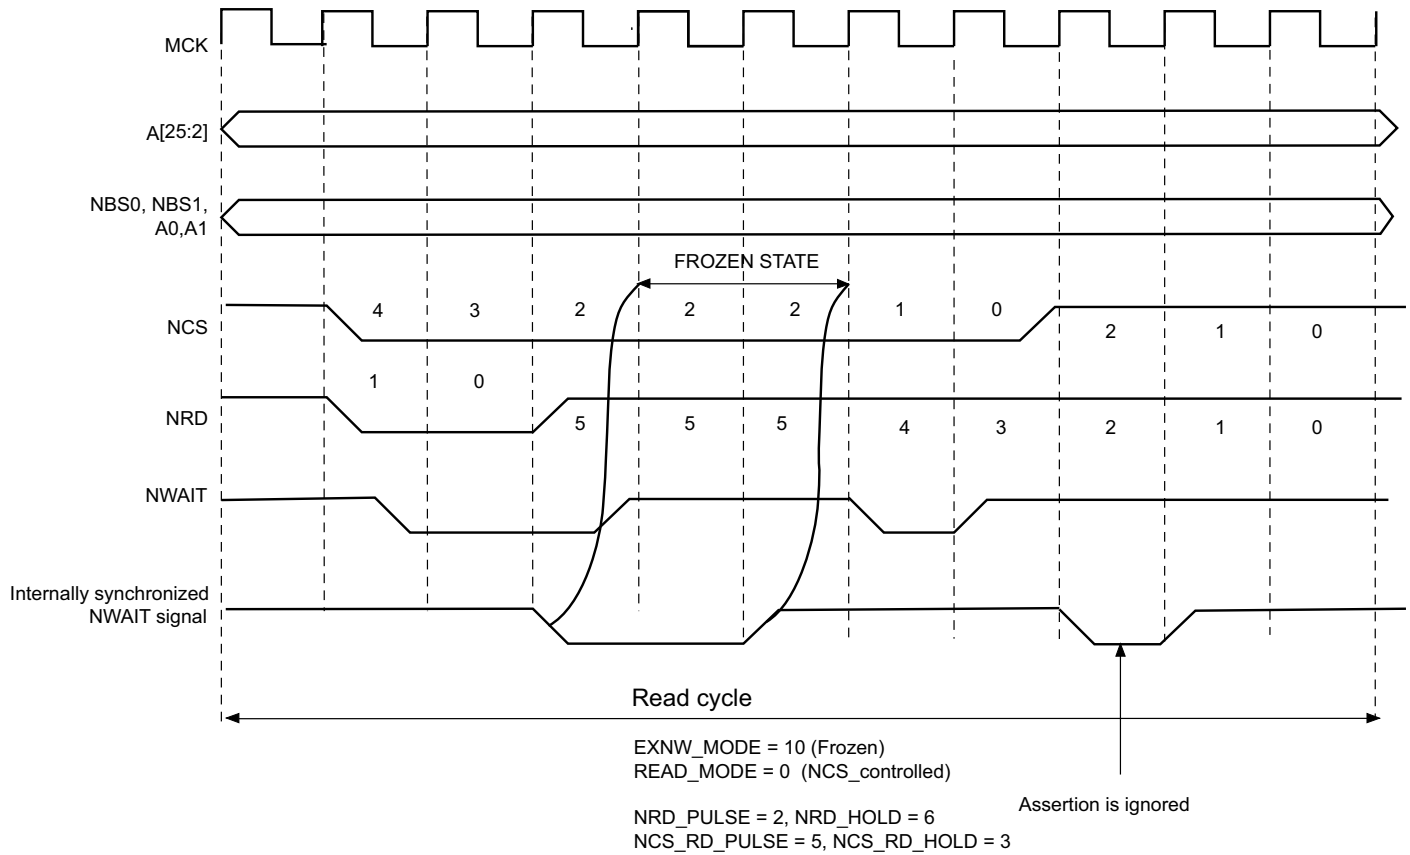 MCK
A[25:2]
NBS0, NBS1,
A0,A1
FROZEN STATE
4 3 2 2 2 1 0
NCS
2 1 0
1 0
NRD
5 5 5 4 3 2 1 0
NWAIT
Internally synchronized
NWAIT signal
Read cycle
EXNW_MODE = 10 (Frozen)
READ_MODE = 0 (NCS_controlled)
Assertion is ignored
NRD_PULSE = 2, NRD_HOLD = 6
NCS_RD_PULSE = 5, NCS_RD_HOLD = 3